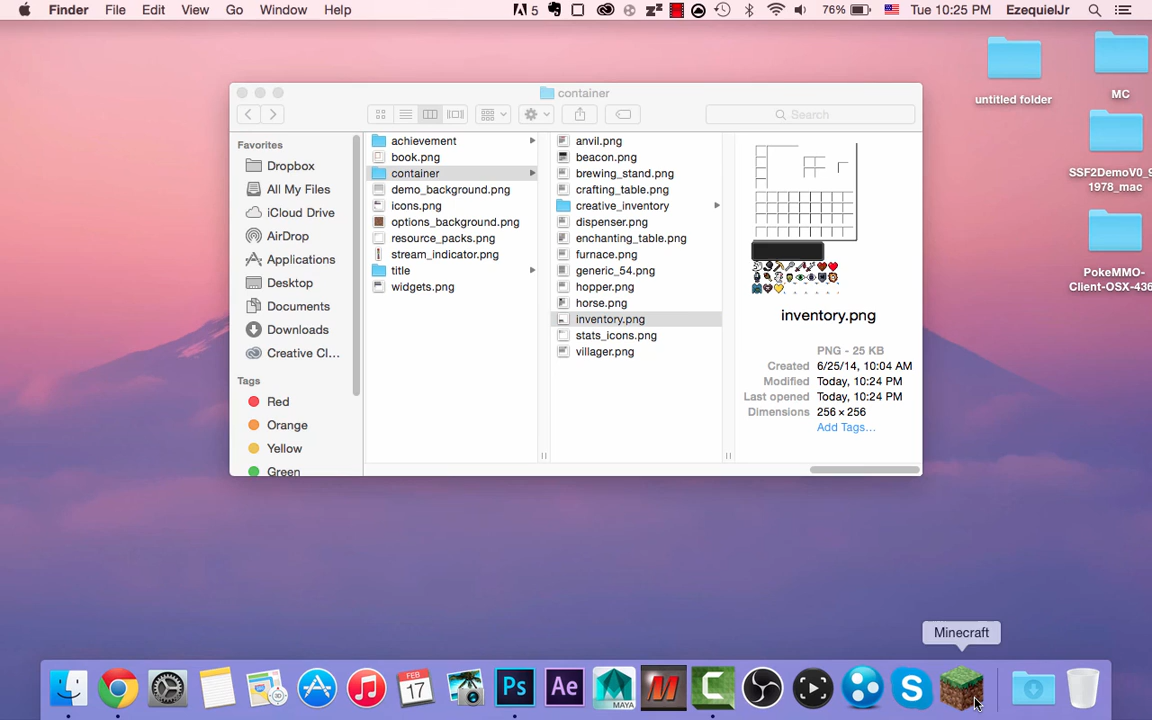 Finder File Edit View Go Window Help
5 76% Tue 10:25 PM EzequielJr
untitled folder
MC
SSF2DemoV0_9
1978_mac
PokeMMO-
Client-OSX-436
container
Search
Favorites
Dropbox
All My Files
iCloud Drive
AirDrop
Applications
Desktop
Documents
Downloads
Creative Cl...
Tags
Red
Orange
Yellow
Green
achievement
book.png
container
demo_background.png
icons.png
options_background.png
resource_packs.png
stream_indicator.png
title
widgets.png
anvil.png
beacon.png
brewing_stand.png
crafting_table.png
creative_inventory
dispenser.png
enchanting_table.png
furnace.png
generic_54.png
hopper.png
horse.png
inventory.png
stats_icons.png
villager.png
inventory.png
PNG - 25 KB
Created 6/25/14, 10:04 AM
Modified Today, 10:24 PM
Last opened Today, 10:24 PM
Dimensions 256 × 256
Add Tags...
Minecraft
FEB
17
Ps
Ae
MAYA
M
C
S